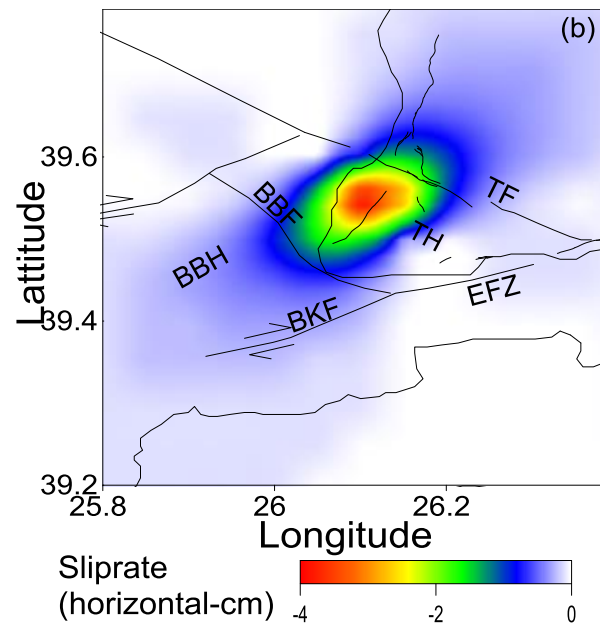 (b)
39.6
BBF
TF
TH
BBH
EFZ
BKF
39.4
Lattitude
39.2
25.8
26
26.2
Longitude
Sliprate
(horizontal-cm)
-4
-2
0